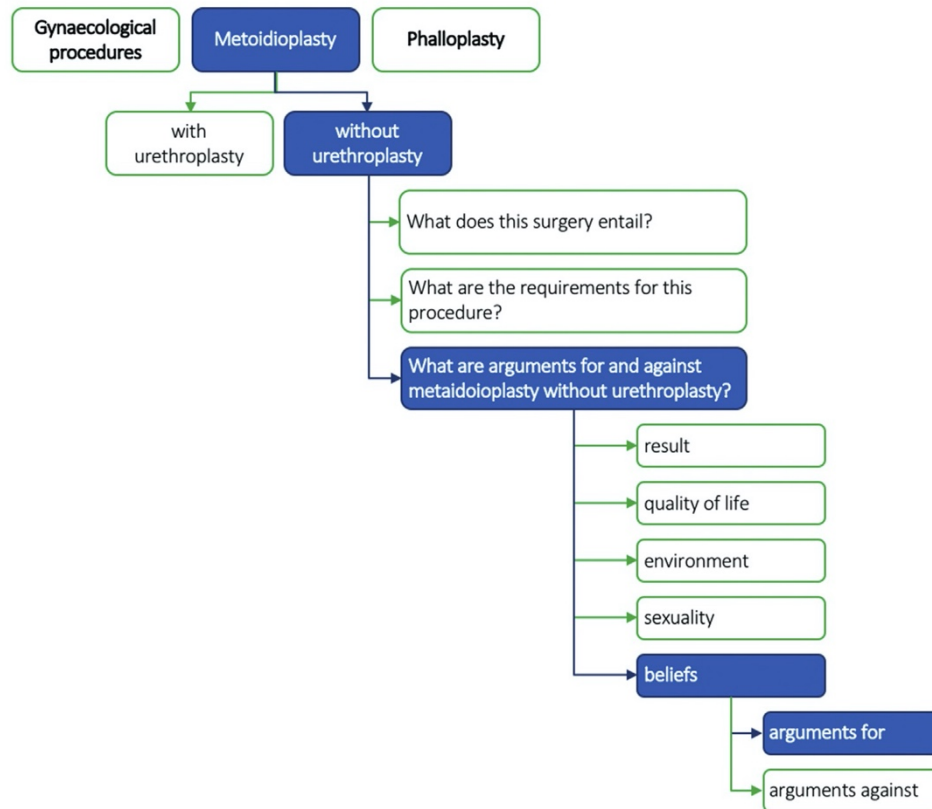 Gynaecological
procedures
Metoidioplasty
Phalloplasty
with
urethroplasty
without
urethroplasty
What does this surgery entail?
What are the requirements for this
procedure?
What are arguments for and against
metaidoioplasty without urethroplasty?
result
quality of life
environment
sexuality
beliefs
arguments for
arguments against